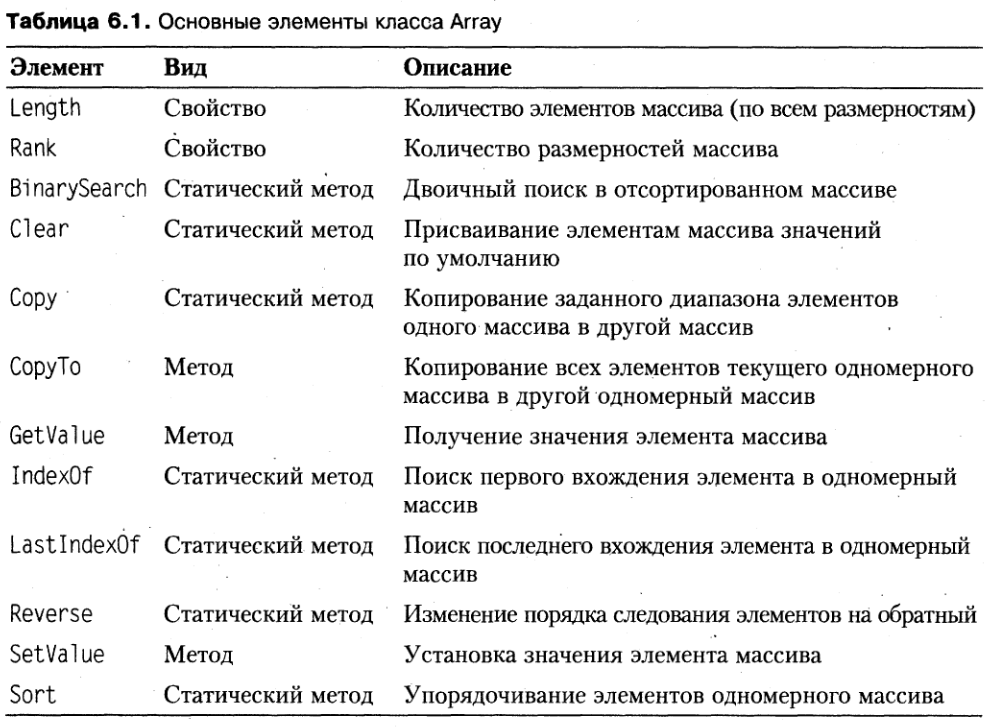 Таблица 6.1. Основные элементы класса Array
Элемент Вид Описание
Length Свойство Количество элементов массива (по всем размерностям)
Rank Свойство Количество размерностей массива
BinarySearch Статический метод Двоичный поиск в отсортированном массиве
Clear Статический метод Присваивание элементам массива значений
по умолчанию
Copy Статический метод Копирование заданного диапазона элементов
одного массива в другой массив
CopyTo Метод Копирование всех элементов текущего одномерного
массива в другой одномерный массив
GetValue Метод Получение значения элемента массива
IndexOf Статический метод Поиск первого вхождения элемента в одномерный
массив
LastIndexOf Статический метод Поиск последнего вхождения элемента в одномерный
массив
Reverse Статический метод Изменение порядка следования элементов на обратный
SetValue Метод Установка значения элемента массива
Sort Статический метод Упорядочивание элементов одномерного массива